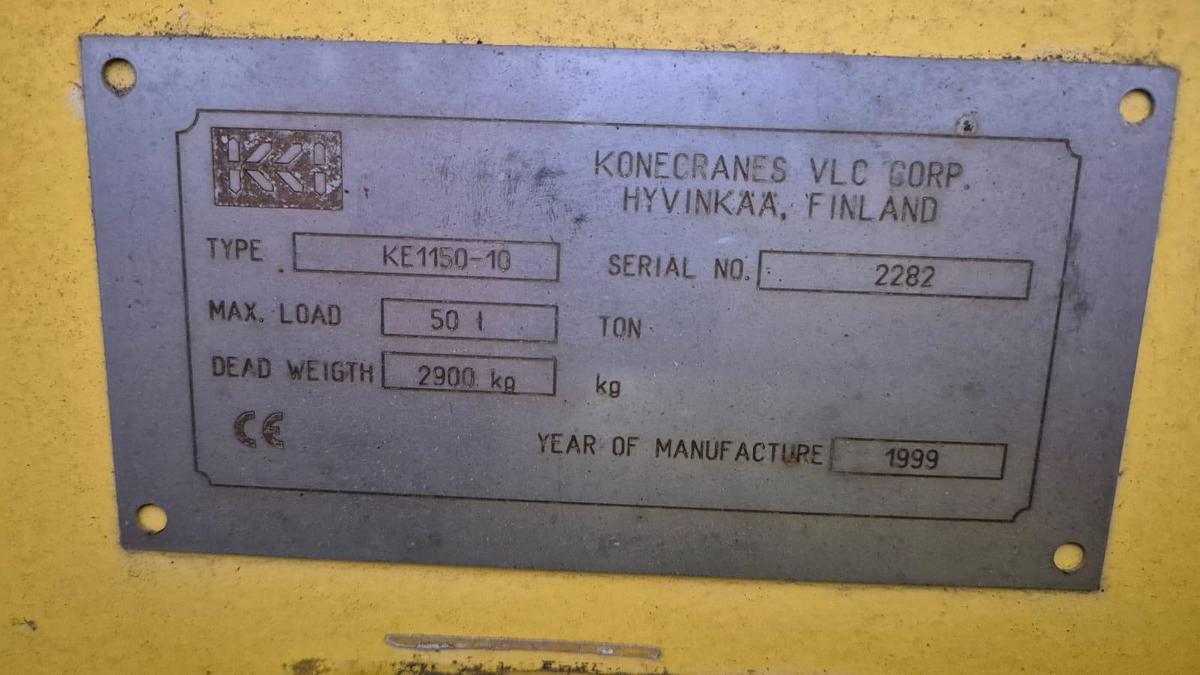 KCI
KONECRANES VLC CORP.
HYVINKÄÄ, FINLAND
TYPE KE1150-10 SERIAL NO. 2282
MAX. LOAD 50 t TON
DEAD WEIGTH 2900 kg kg
CE
YEAR OF MANUFACTURE 1999